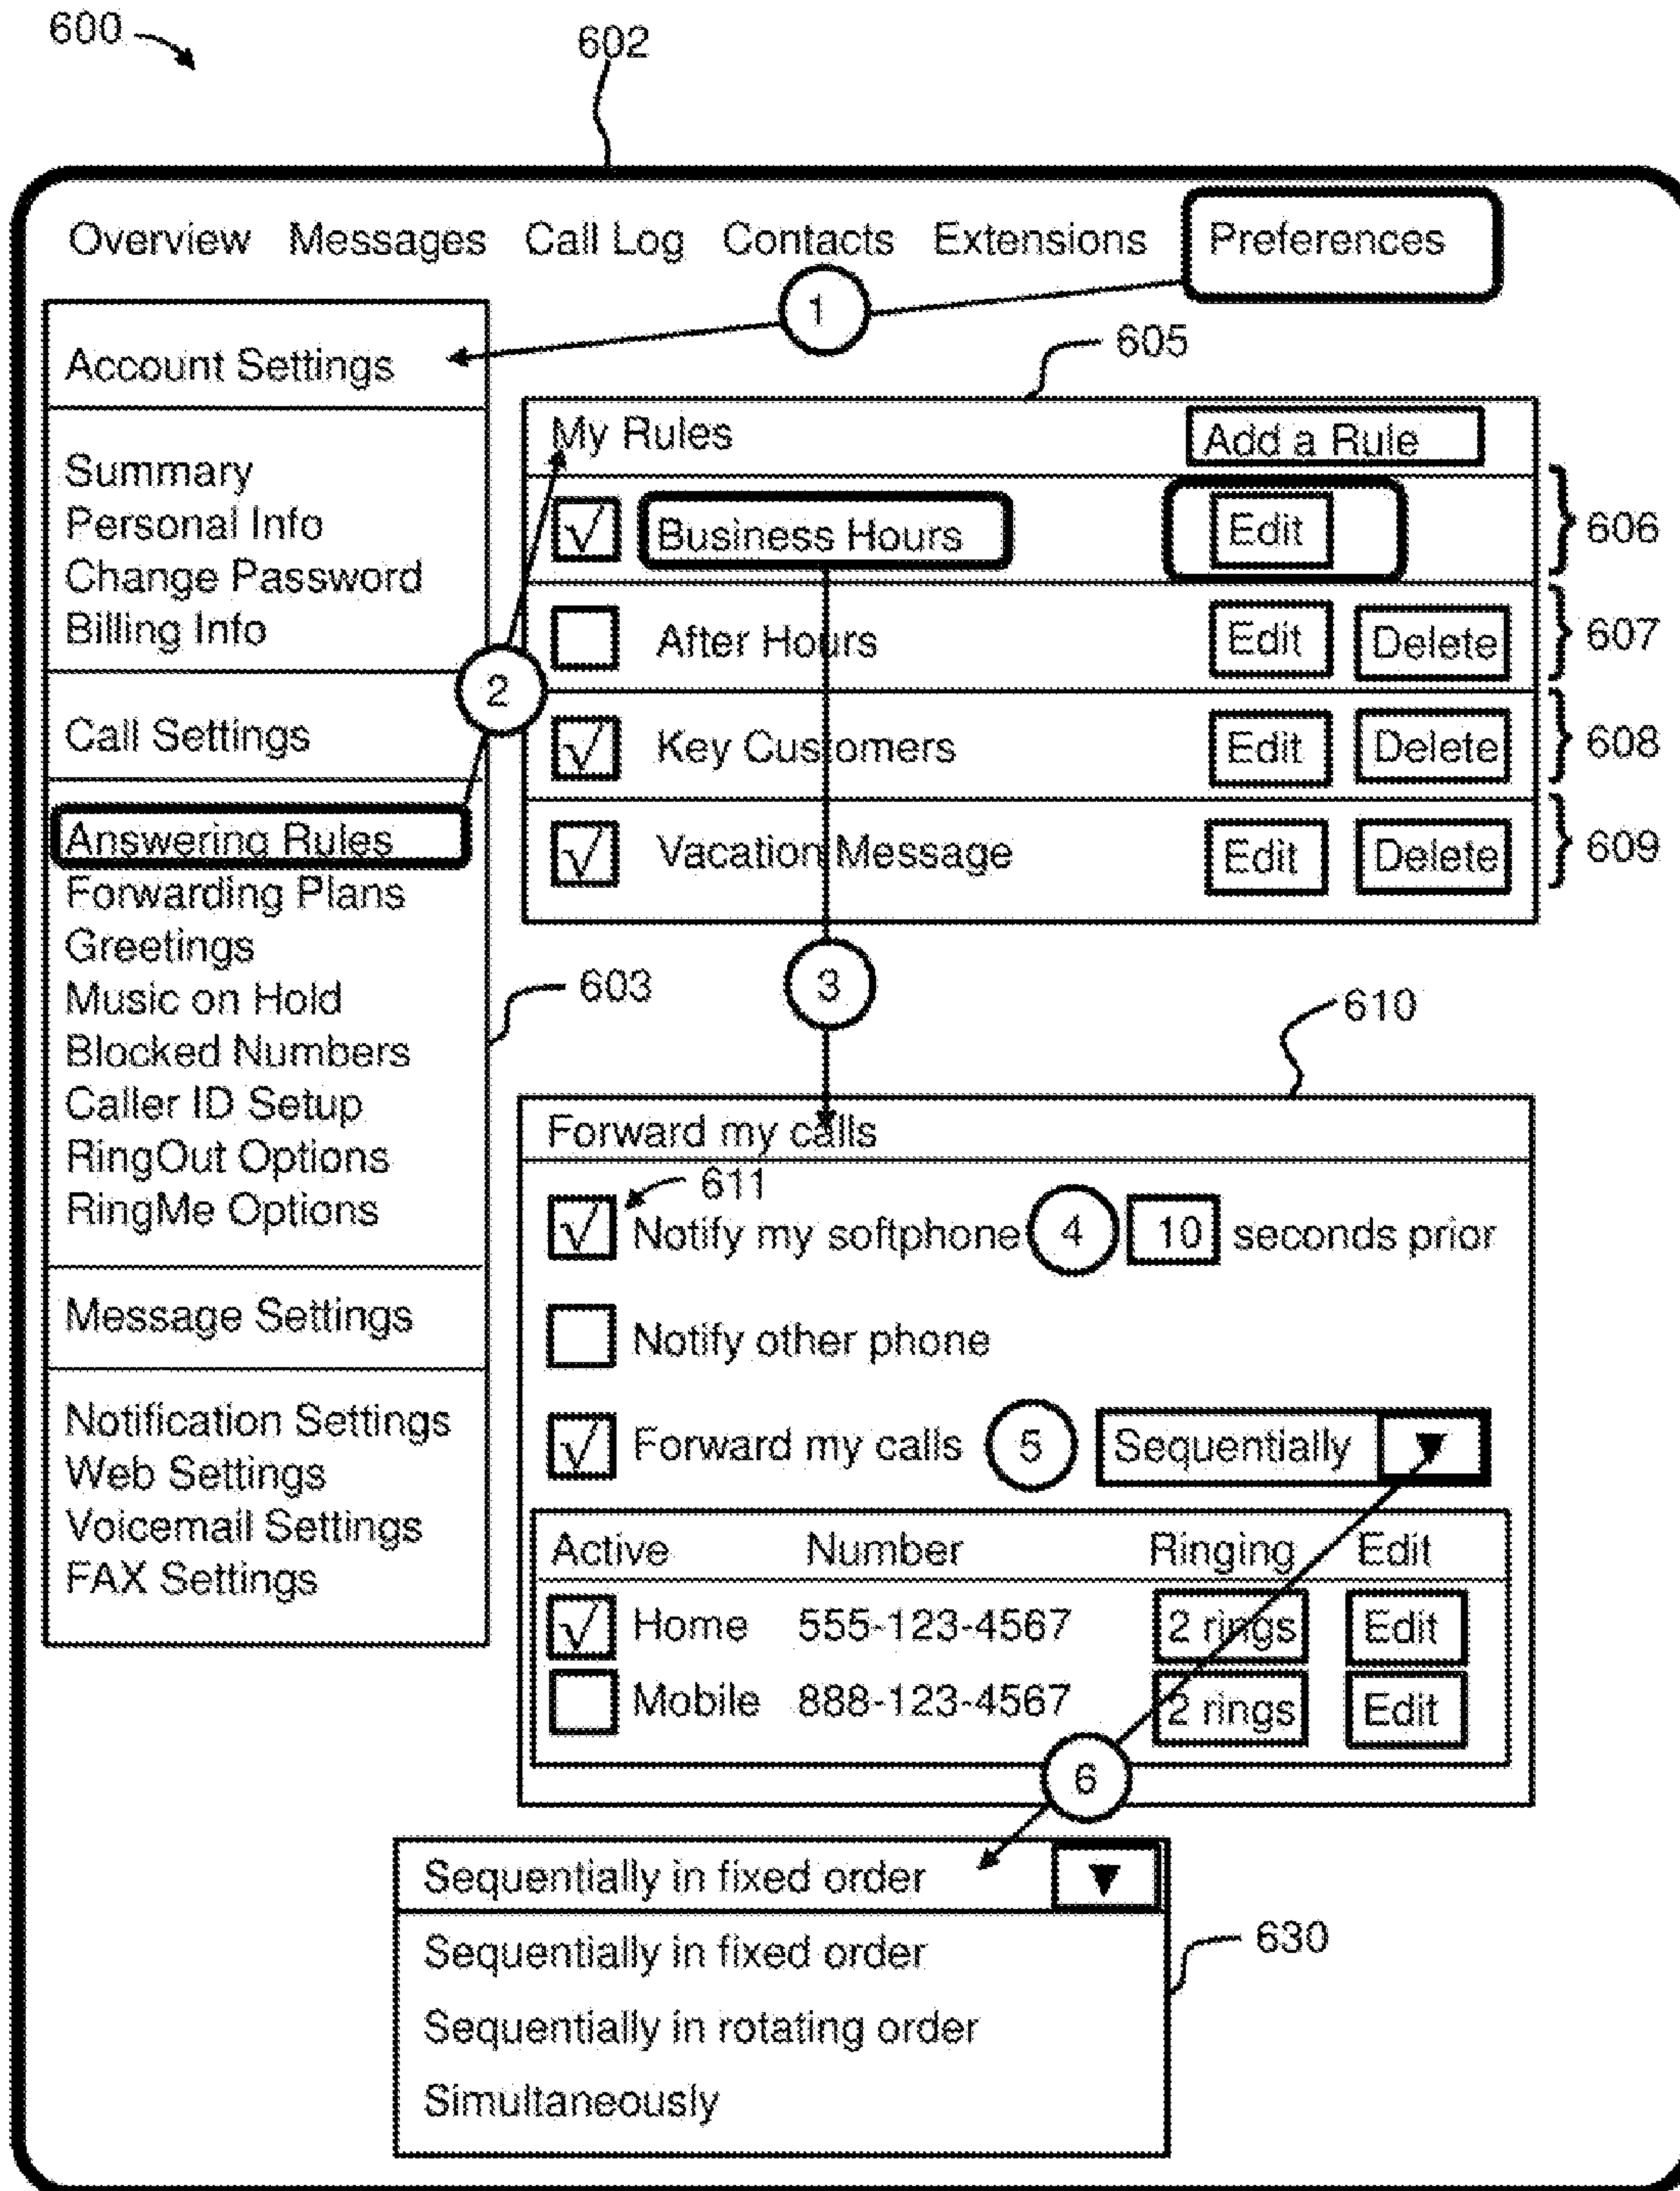 600
602
Overview Messages Call Log Contacts Extensions Preferences
1
Account Settings
605
My Rules Add a Rule
Summary
Personal Info
Change Password
Billing Info
√ Business Hours Edit 606
After Hours Edit Delete 607
2
Call Settings
√ Key Customers Edit Delete 608
Answering Rules
√ Vacation Message Edit Delete 609
Forwarding Plans
Greetings
Music on Hold
Blocked Numbers
Caller ID Setup
RingOut Options
RingMe Options
603
3
610
Forward my calls
611
√ Notify my softphone 4 10 seconds prior
Notify other phone
√ Forward my calls 5 Sequentially ▼
Message Settings
Notification Settings
Web Settings
Voicemail Settings
FAX Settings
Active Number Ringing Edit
√ Home 555-123-4567 2 rings Edit
Mobile 888-123-4567 2 rings Edit
6
Sequentially in fixed order ▼
Sequentially in fixed order
630
Sequentially in rotating order
Simultaneously